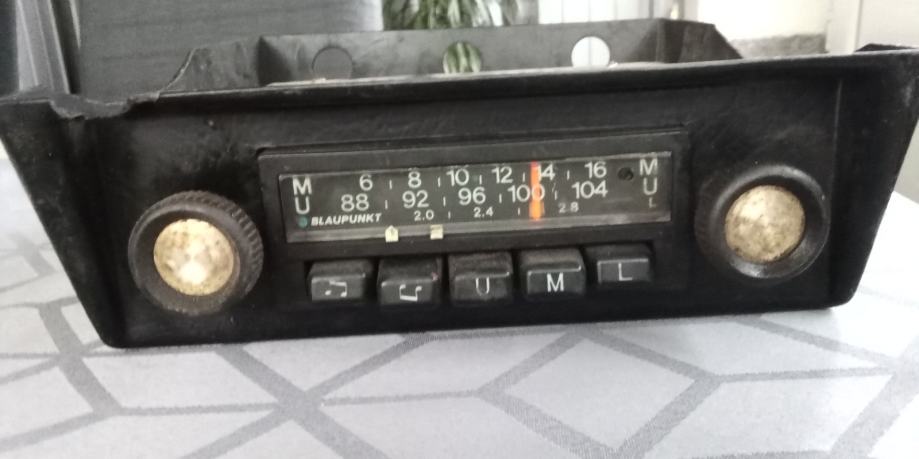 M 6 8 10 12 14 16 M
U 88 92 96 100 104 U
BLAUPUNKT 2.0 2.4 2.8 L
U M L